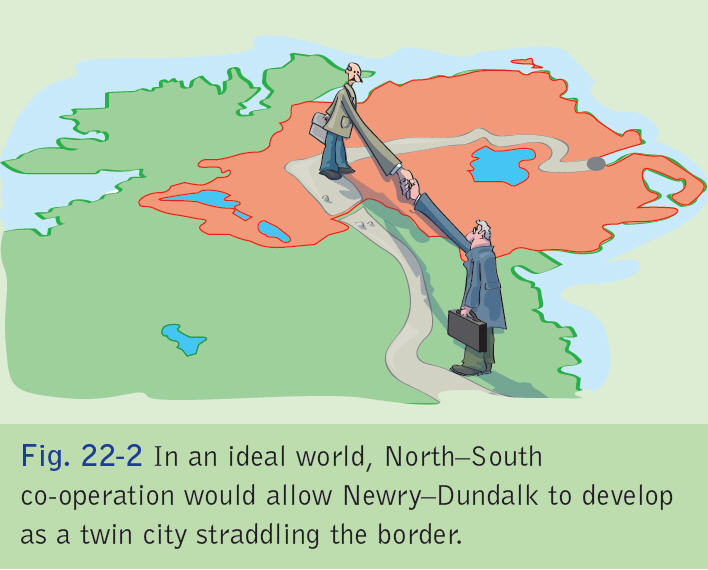 Fig. 22-2 In an ideal world, North–South
co-operation would allow Newry–Dundalk to develop
as a twin city straddling the border.